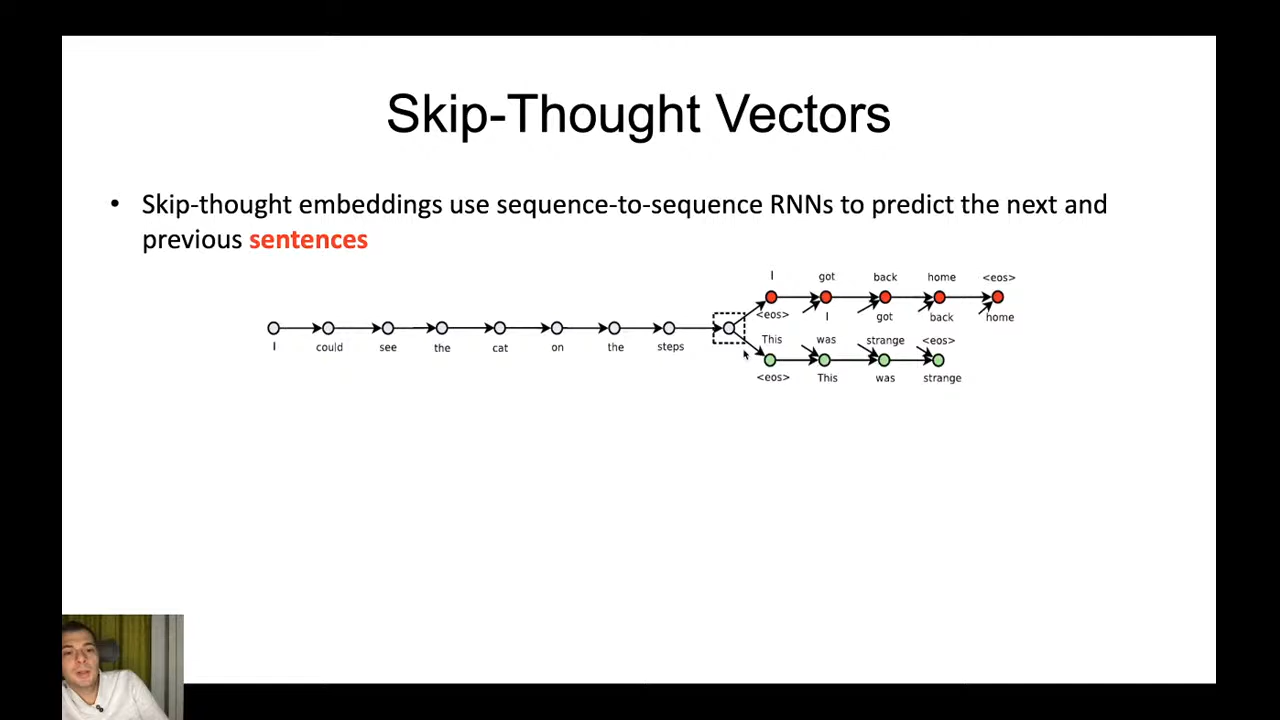 Skip-Thought Vectors
• Skip-thought embeddings use sequence-to-sequence RNNs to predict the next and
previous sentences
I got back home <eos>
<eos> I got back home
I could see the cat on the steps
This was strange <eos>
<eos> This was strange